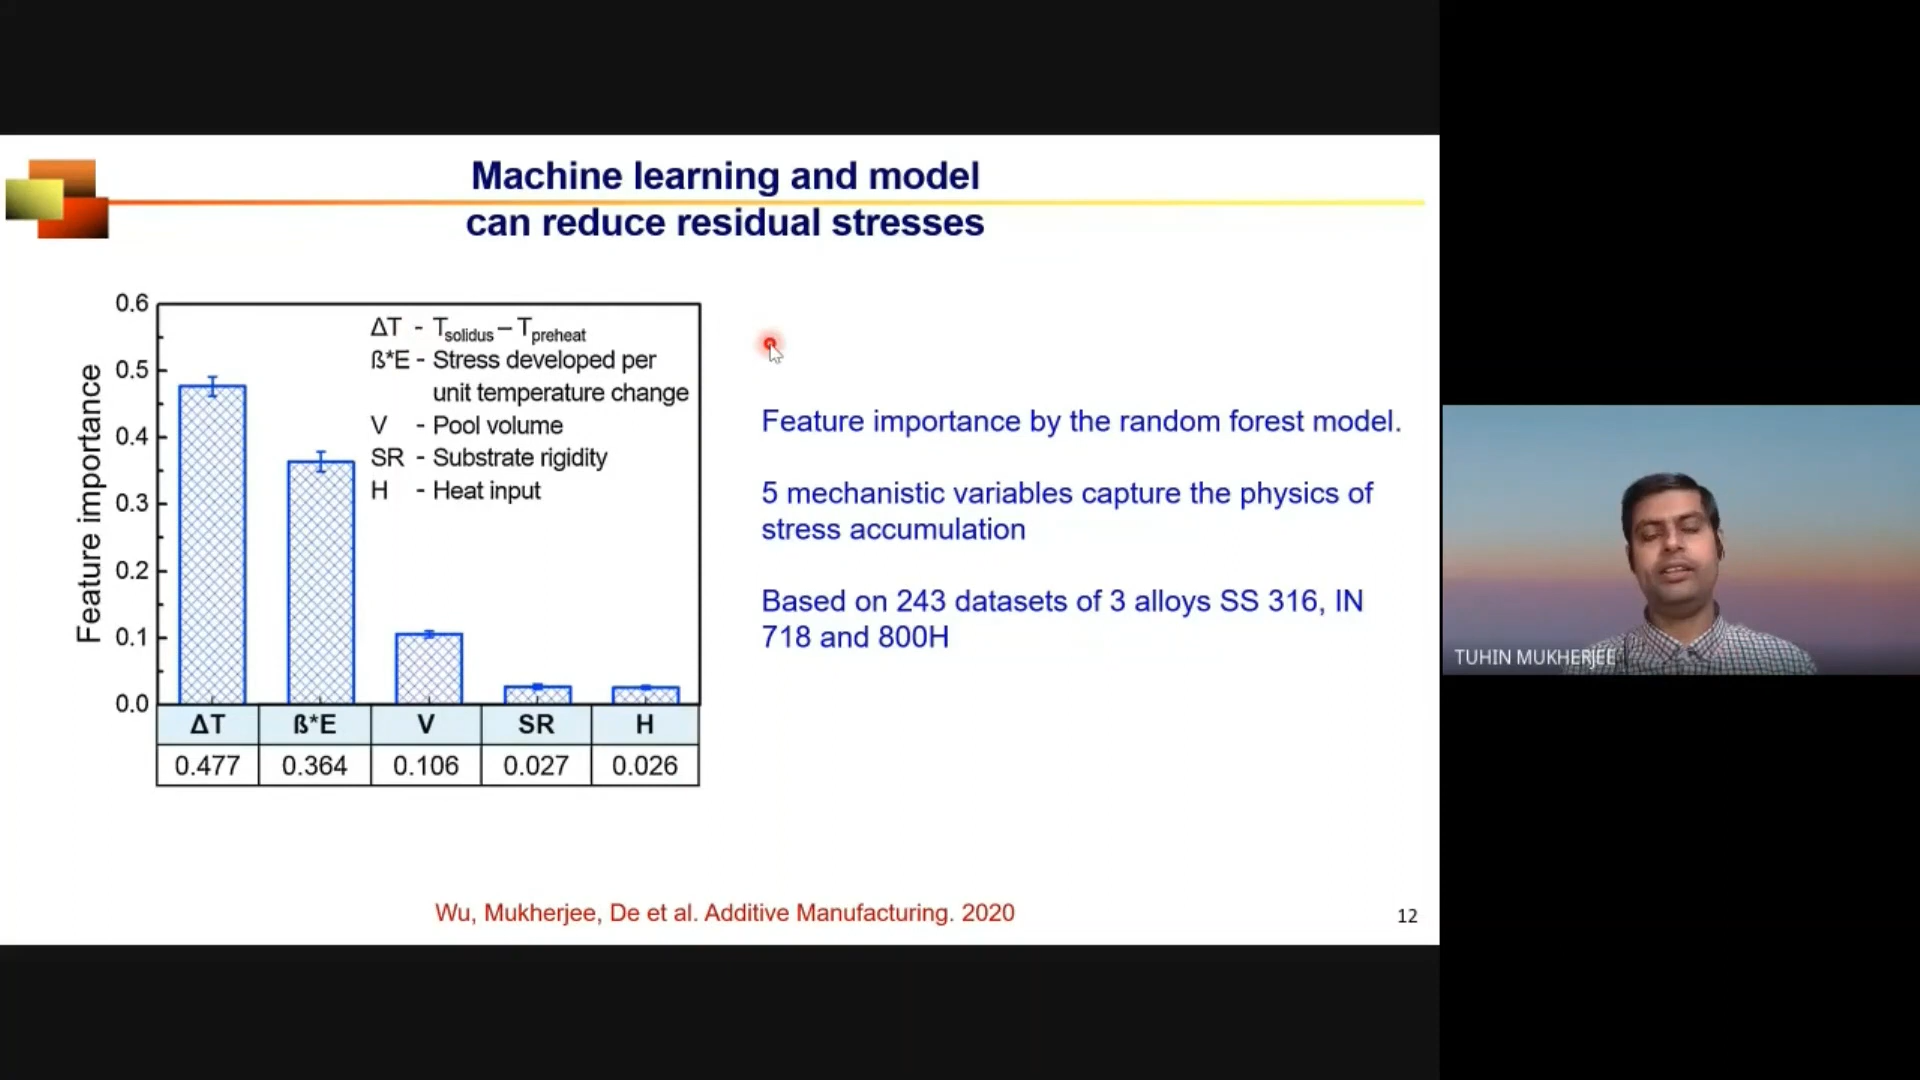 Machine learning and model
can reduce residual stresses
0.6
0.5
0.4
0.3
0.2
0.1
0.0
Feature importance
ΔT - Tsolidus – Tpreheat
ß*E - Stress developed per
unit temperature change
V - Pool volume
SR - Substrate rigidity
H - Heat input
ΔT ß*E V SR H
0.477 0.364 0.106 0.027 0.026
Feature importance by the random forest model.
5 mechanistic variables capture the physics of
stress accumulation
Based on 243 datasets of 3 alloys SS 316, IN
718 and 800H
Wu, Mukherjee, De et al. Additive Manufacturing. 2020
12
TUHIN MUKHERJEE